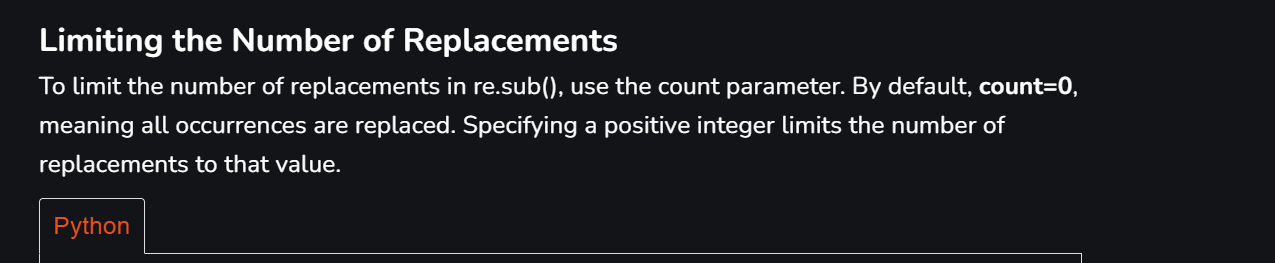 Limiting the Number of Replacements
To limit the number of replacements in re.sub(), use the count parameter. By default, count=0,
meaning all occurrences are replaced. Specifying a positive integer limits the number of
replacements to that value.
Python